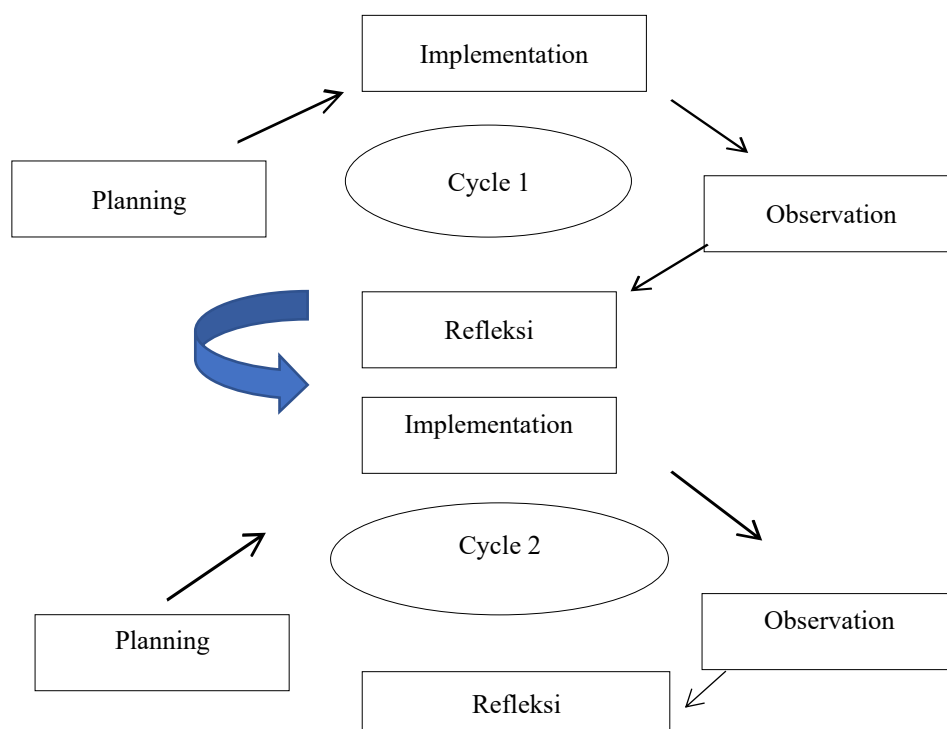 Implementation
Planning
Cycle 1
Observation
Refleksi
Implementation
Cycle 2
Planning
Observation
Refleksi